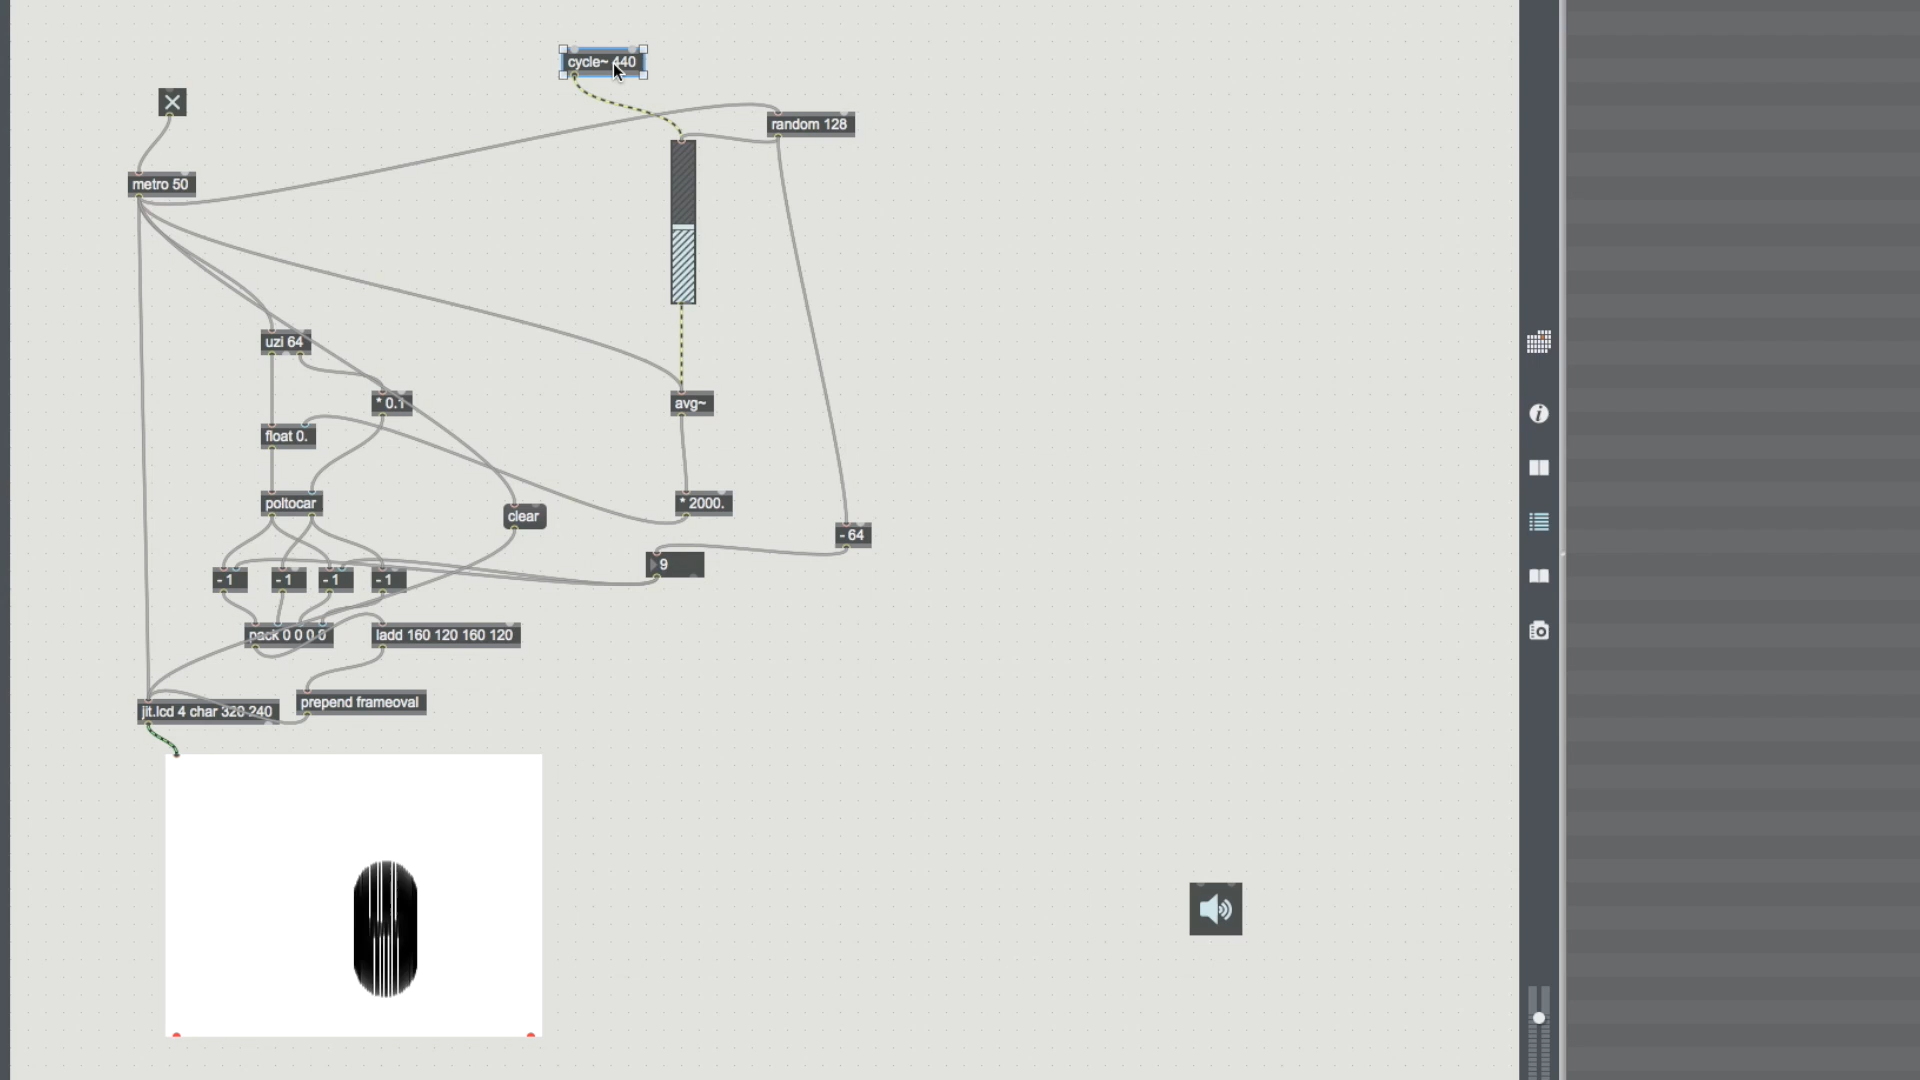 cycle~ 440
random 128
metro 50
uzi 64
* 0.1
avg~
float 0.
poltocar
* 2000.
clear
- 64
9
- 1
- 1
- 1
- 1
pack 0 0 0 0
ladd 160 120 160 120
prepend frameoval
jit.lcd 4 char 320 240